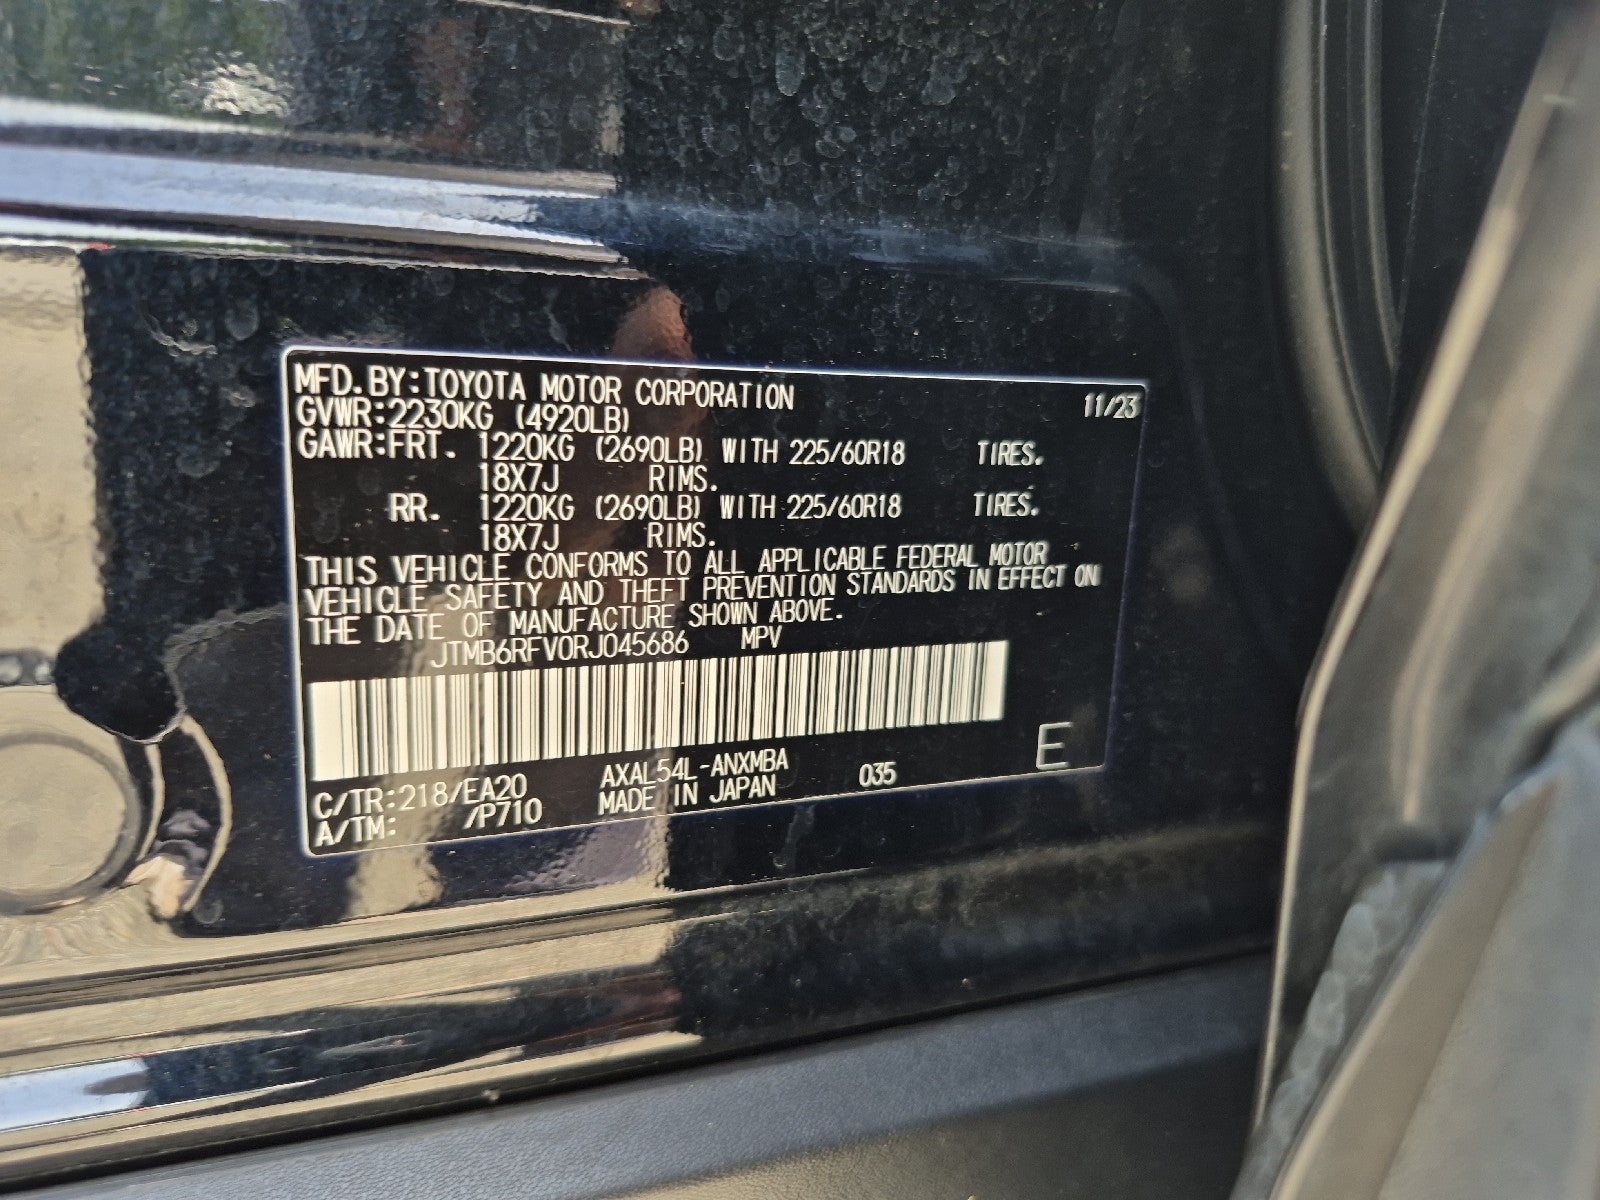 MFD.BY:TOYOTA MOTOR CORPORATION 11/23
GVWR:2230KG (4920LB)
GAWR:FRT. 1220KG (2690LB) WITH 225/60R18 TIRES.
18X7J RIMS.
RR. 1220KG (2690LB) WITH 225/60R18 TIRES.
18X7J RIMS.
THIS VEHICLE CONFORMS TO ALL APPLICABLE FEDERAL MOTOR
VEHICLE SAFETY AND THEFT PREVENTION STANDARDS IN EFFECT ON
THE DATE OF MANUFACTURE SHOWN ABOVE.
JTMB6RFV0RJ045686 MPV
C/TR:218/EA20 AXAL54L-ANXMBA 035 E
A/TM: /P710 MADE IN JAPAN